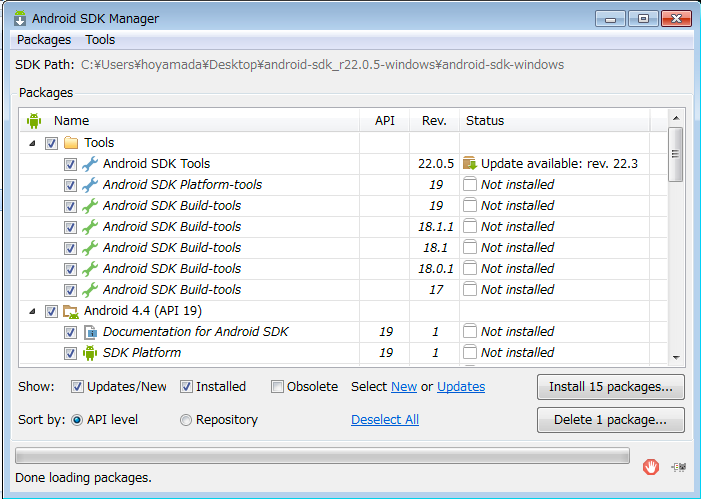 Android SDK Manager
Packages Tools
SDK Path: C:¥Users¥hoyamada¥Desktop¥android-sdk_r22.0.5-windows¥android-sdk-windows
Packages
Name API Rev. Status
Tools
Android SDK Tools 22.0.5 Update available: rev. 22.3
Android SDK Platform-tools 19 Not installed
Android SDK Build-tools 19 Not installed
Android SDK Build-tools 18.1.1 Not installed
Android SDK Build-tools 18.1 Not installed
Android SDK Build-tools 18.0.1 Not installed
Android SDK Build-tools 17 Not installed
Android 4.4 (API 19)
Documentation for Android SDK 19 1 Not installed
SDK Platform 19 1 Not installed
Show: Updates/New Installed Obsolete Select New or Updates Install 15 packages...
Sort by: API level Repository Deselect All Delete 1 package...
Done loading packages.